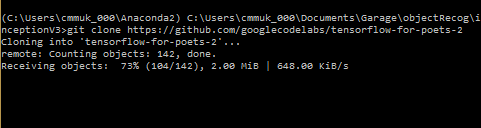 (C:\Users\cmmuk_000\Anaconda2) C:\Users\cmmuk_000\Documents\Garage\objectRecog\i
nceptionV3>git clone https://github.com/googlecodelabs/tensorflow-for-poets-2
Cloning into 'tensorflow-for-poets-2'...
remote: Counting objects: 142, done.
Receiving objects:  73% (104/142), 2.00 MiB | 648.00 KiB/s